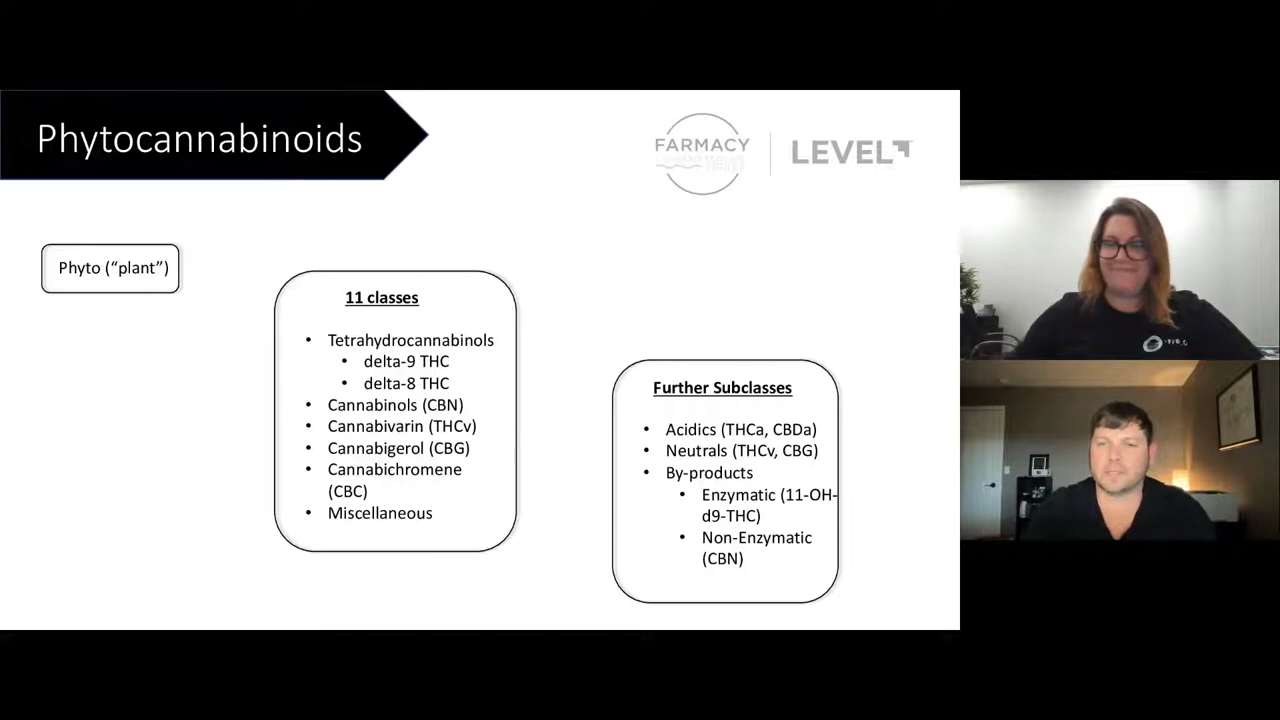 Phytocannabinoids
FARMACY
LEVEL
Phyto (“plant”)
11 classes
• Tetrahydrocannabinols
• delta-9 THC
• delta-8 THC
• Cannabinols (CBN)
• Cannabivarin (THCv)
• Cannabigerol (CBG)
• Cannabichromene
(CBC)
• Miscellaneous
Further Subclasses
• Acidics (THCa, CBDa)
• Neutrals (THCv, CBG)
• By-products
• Enzymatic (11-OH-
d9-THC)
• Non-Enzymatic
(CBN)